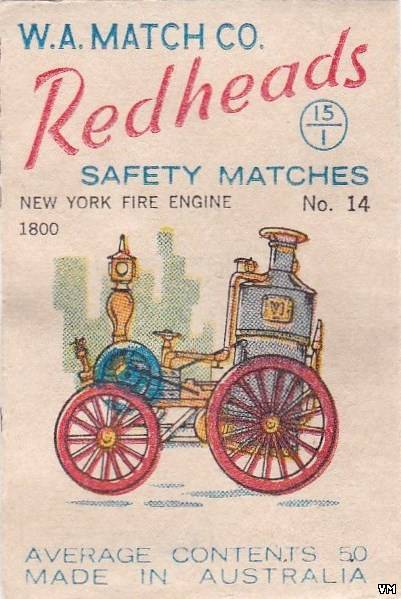 W.A. MATCH CO.
Redheads
15
1
SAFETY MATCHES
NEW YORK FIRE ENGINE No. 14
1800
AVERAGE CONTENTS 50
MADE IN AUSTRALIA
VM